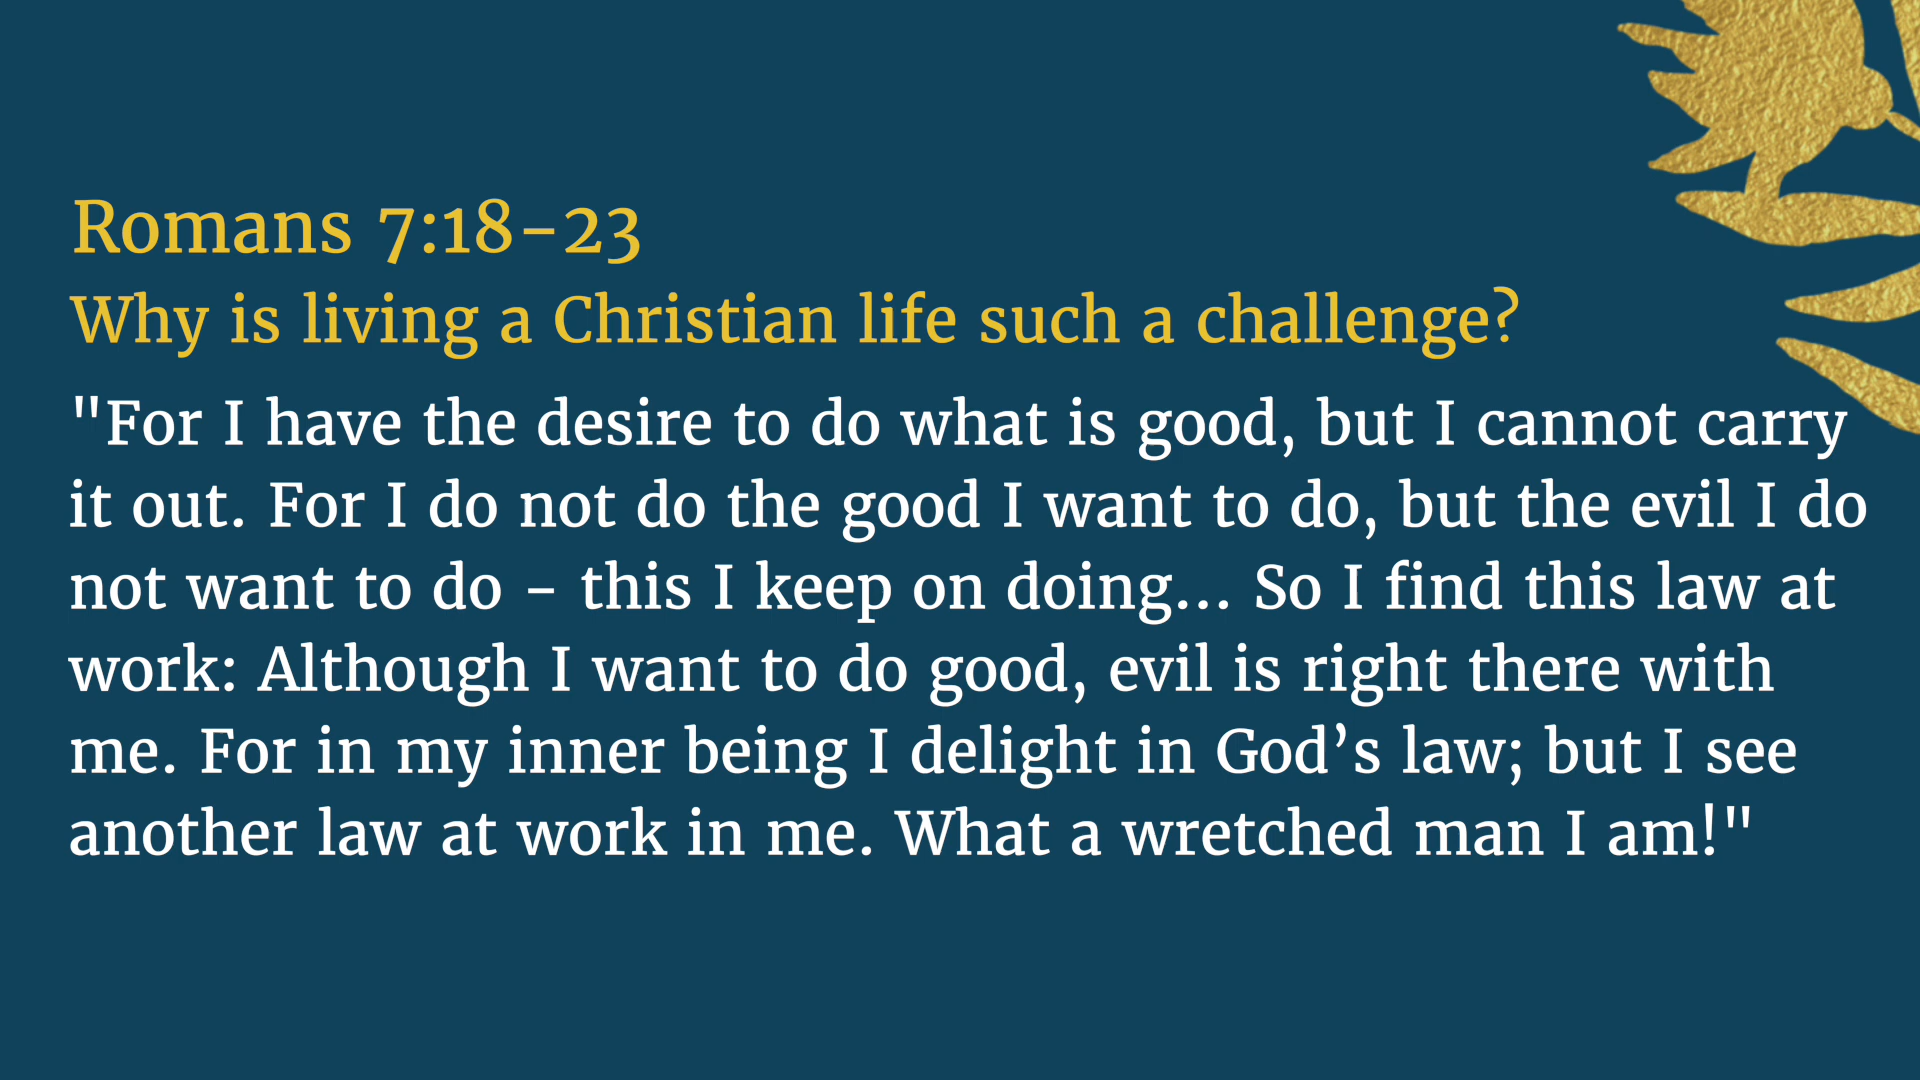 Romans 7:18-23
Why is living a Christian life such a challenge?
"For I have the desire to do what is good, but I cannot carry
it out. For I do not do the good I want to do, but the evil I do
not want to do - this I keep on doing... So I find this law at
work: Although I want to do good, evil is right there with
me. For in my inner being I delight in God’s law; but I see
another law at work in me. What a wretched man I am!"